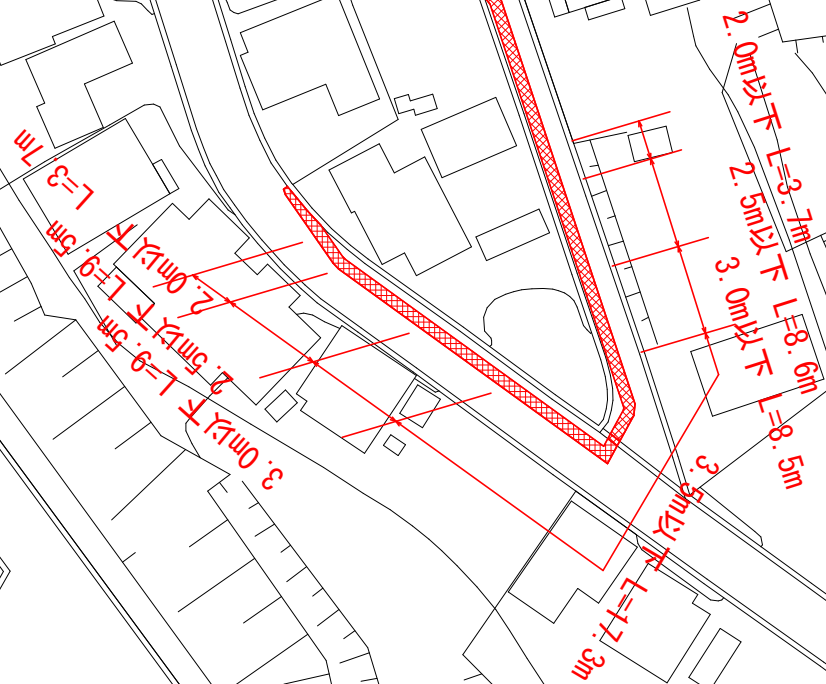 2.0m以下 L=3.7m
2.5m以下 L=8.6m
3.0m以下 L=8.5m
2.0m以下 L=3.7m
2.5m以下 L=9.5m
3.0m以下 L=9.5m
3.5m以下 L=17.3m